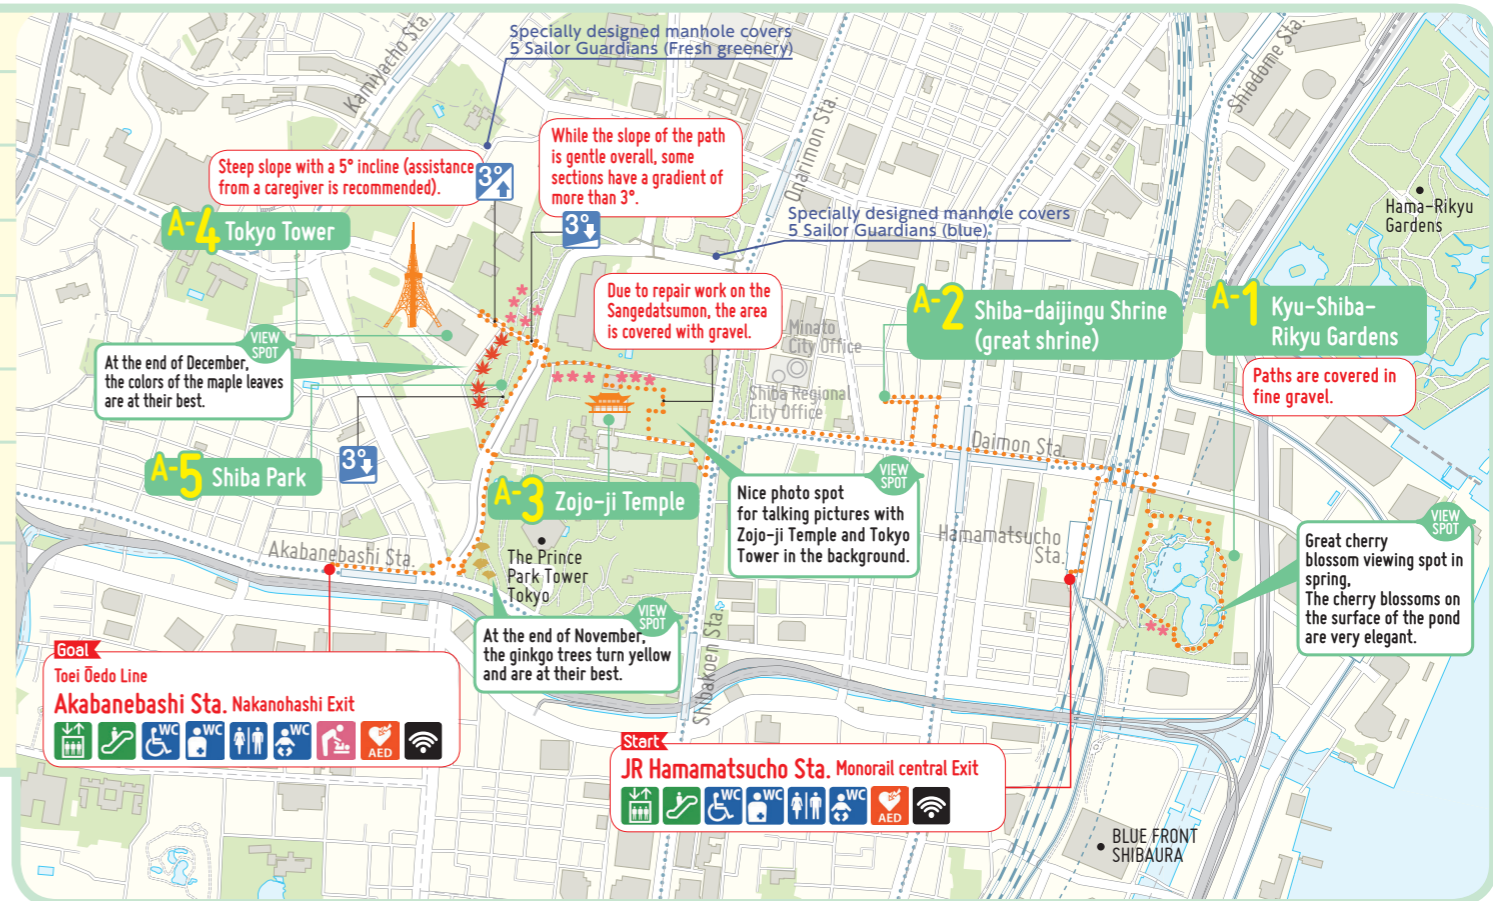 Specially designed manhole covers
5 Sailor Guardians (Fresh greenery)
Kamiyacho Sta.
Shiodome Sta.
Onarimon Sta.
While the slope of the path
is gentle overall, some
sections have a gradient of
more than 3°.
Steep slope with a 5° incline (assistance
from a caregiver is recommended).
3°
3°
Hama-Rikyu
Gardens
Specially designed manhole covers
5 Sailor Guardians (blue)
A-4 Tokyo Tower
Due to repair work on the
Sangedatsumon, the area
is covered with gravel.
A-2 Shiba-daijingu Shrine
(great shrine)
A-1 Kyu-Shiba-
Rikyu Gardens
Paths are covered in
fine gravel.
Minato
City Office
Shiba Regional
City Office
VIEW
SPOT
At the end of December,
the colors of the maple leaves
are at their best.
Daimon Sta.
3°
A-5 Shiba Park
A-3 Zojo-ji Temple
VIEW
SPOT
Nice photo spot
for talking pictures with
Zojo-ji Temple and Tokyo
Tower in the background.
Hamamatsucho
Sta.
VIEW
SPOT
Great cherry
blossom viewing spot in
spring,
The cherry blossoms on
the surface of the pond
are very elegant.
Akabanebashi Sta.
The Prince
Park Tower
Tokyo
VIEW
SPOT
At the end of November,
the ginkgo trees turn yellow
and are at their best.
Shibakoen Sta.
Goal
Toei Ōedo Line
Akabanebashi Sta. Nakanohashi Exit
WC
WC
WC
AED
Start
JR Hamamatsucho Sta. Monorail central Exit
WC
WC
WC
AED
BLUE FRONT
SHIBAURA